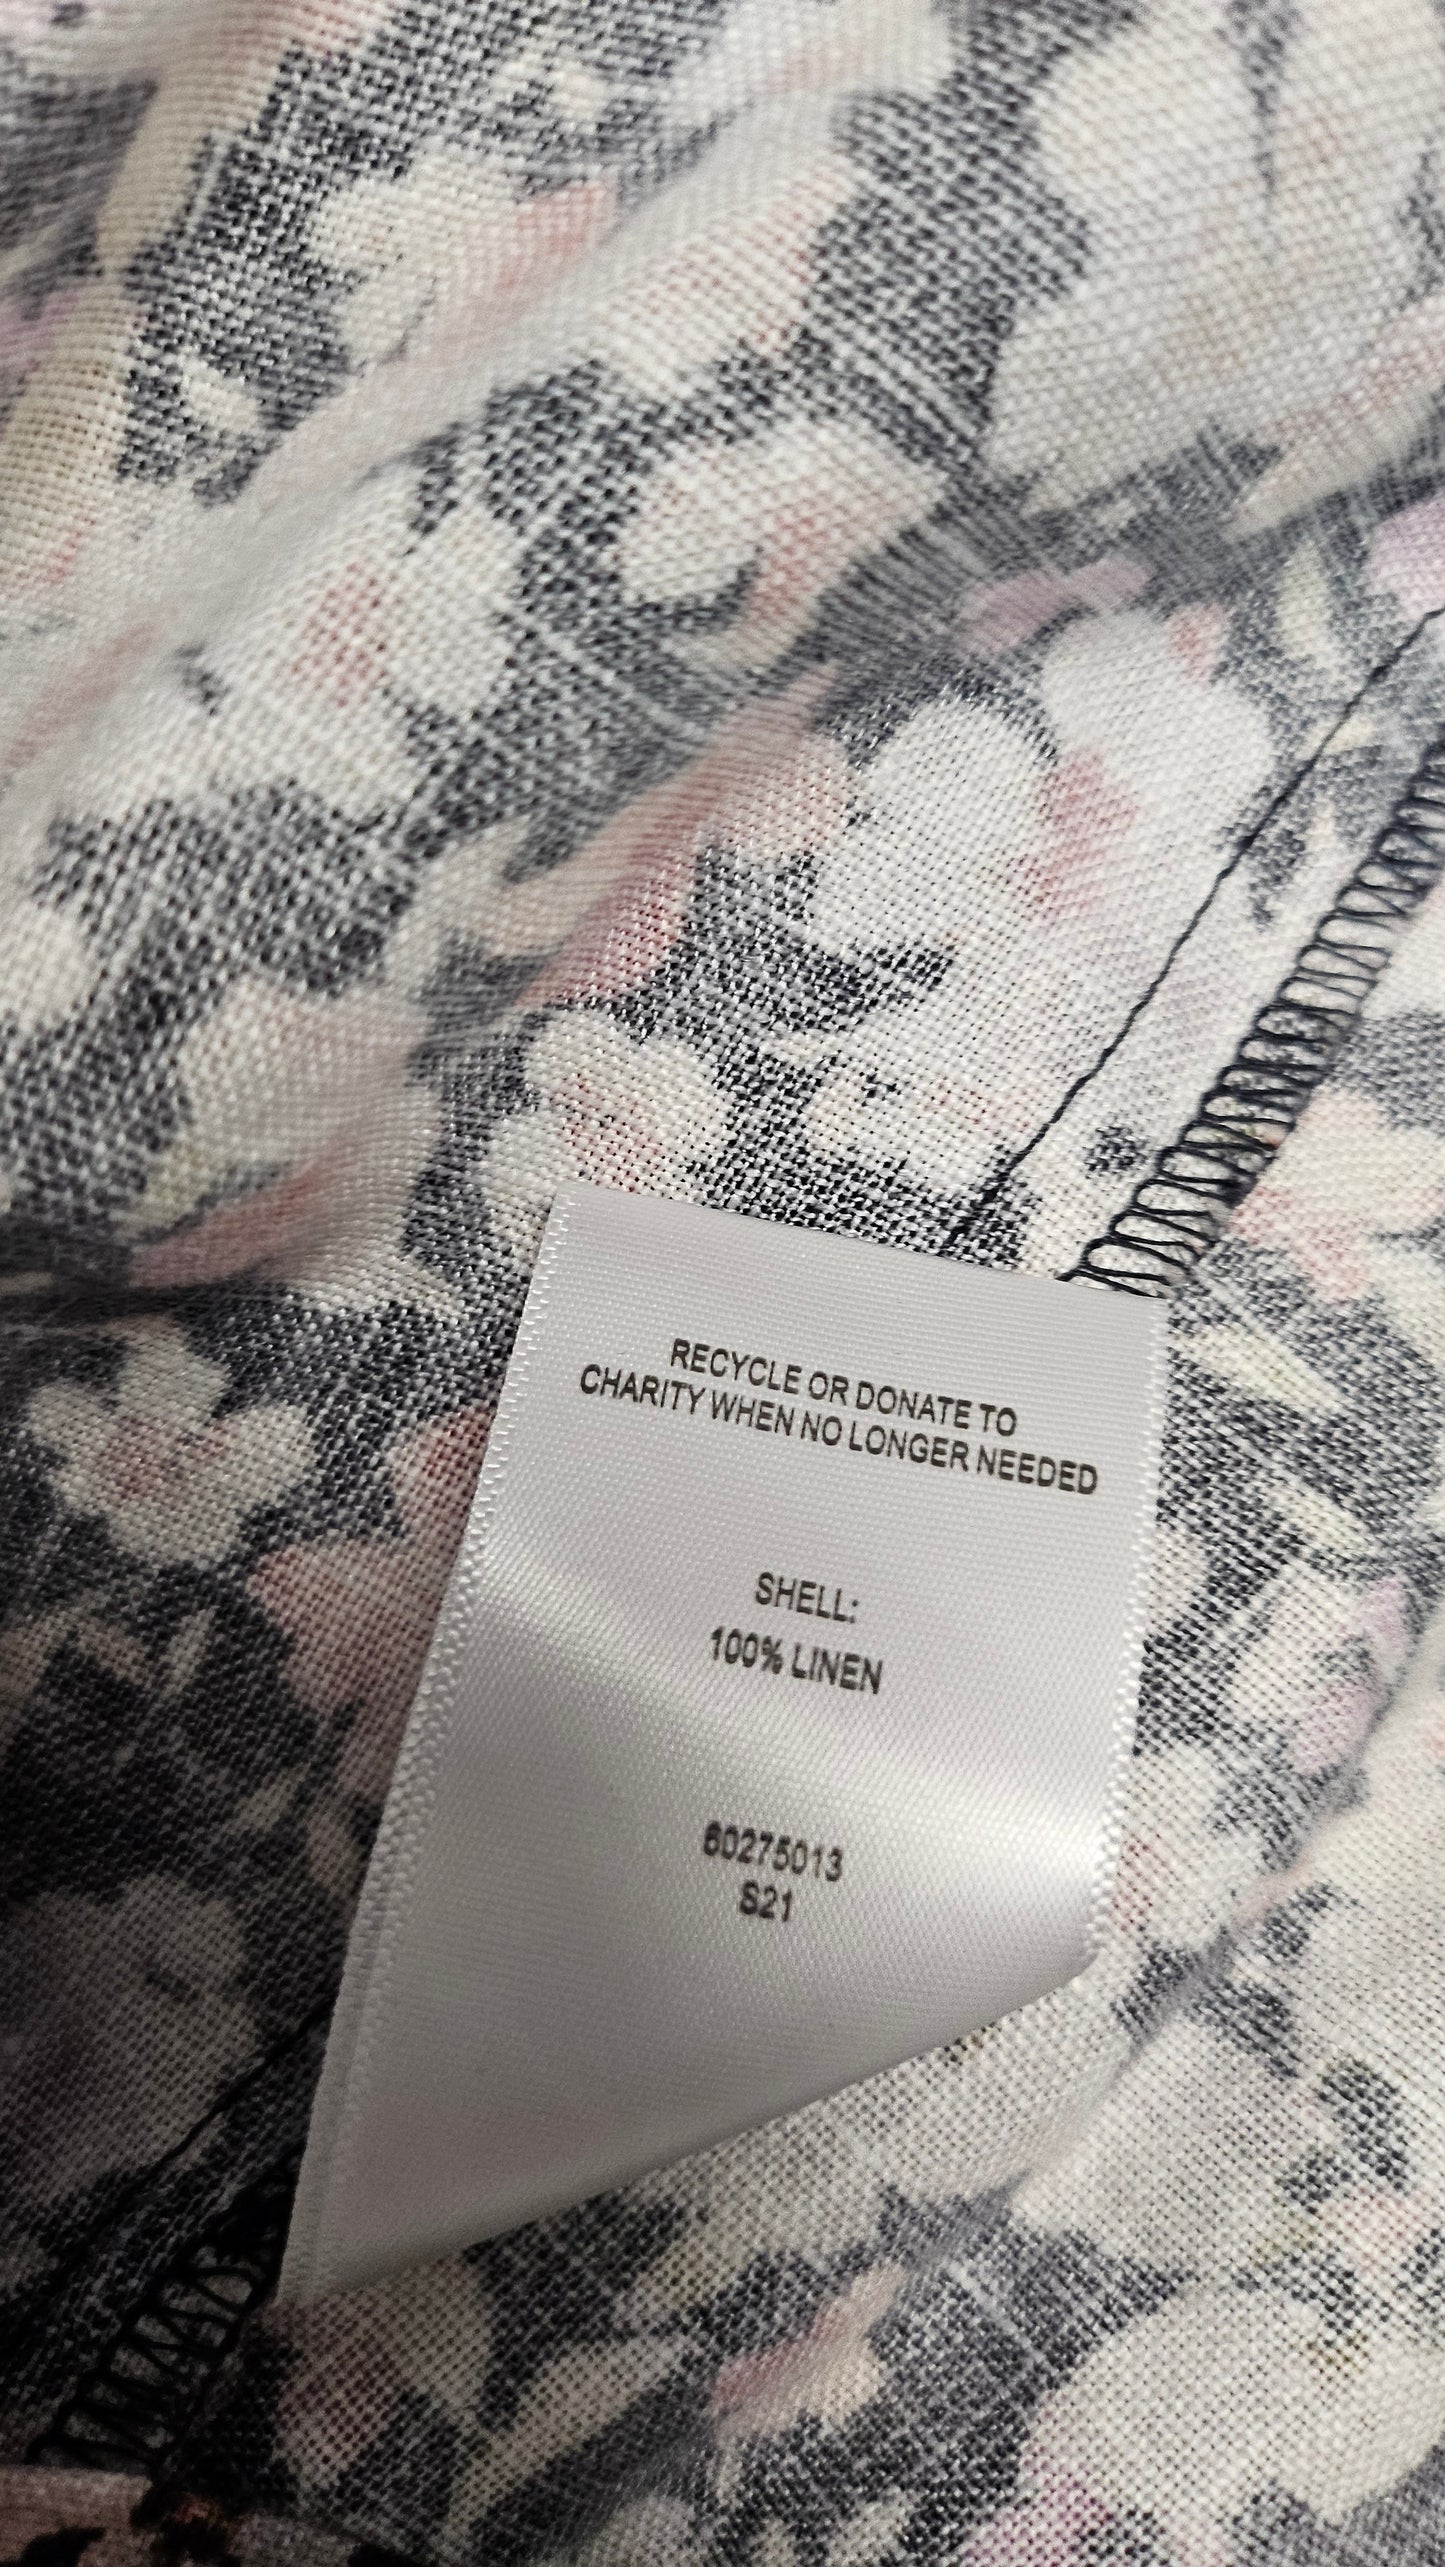 RECYCLE OR DONATE TO
CHARITY WHEN NO LONGER NEEDED
SHELL:
100% LINEN
60275013
S21